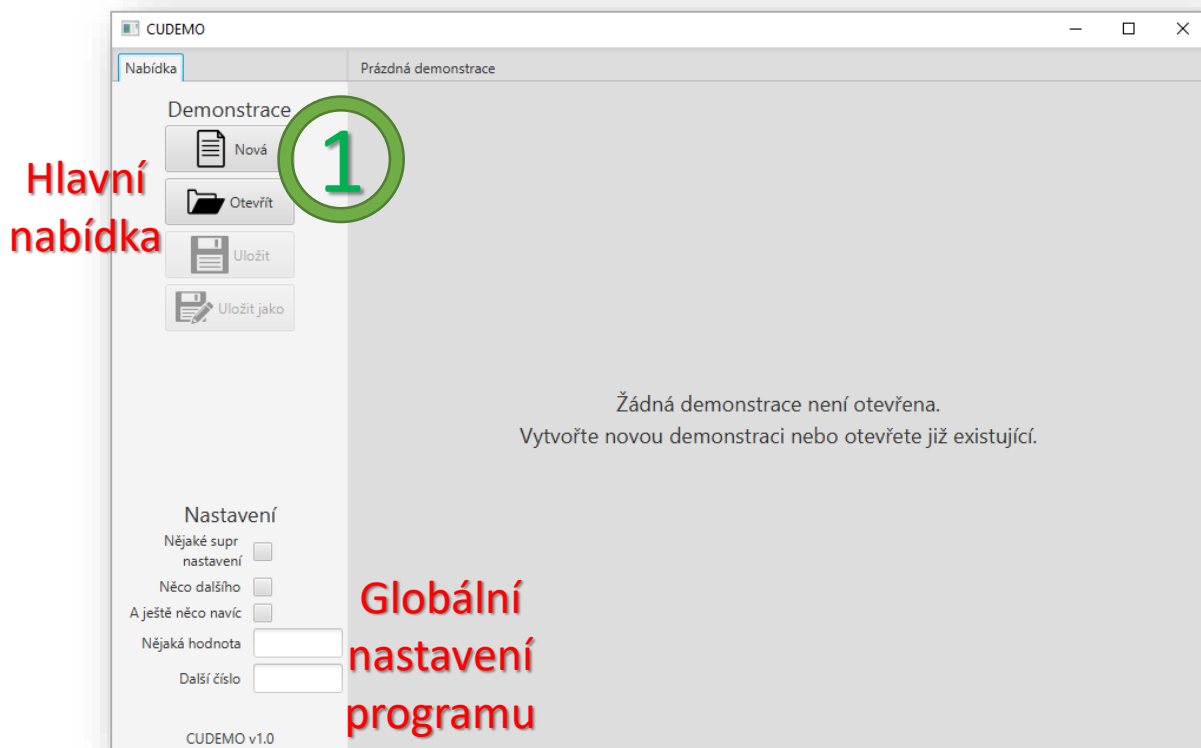 CUDEMO
Nabídka
Prázdná demonstrace
Demonstrace
Nová
1
Hlavní
nabídka
Otevřít
Uložit
Uložit jako
Žádná demonstrace není otevřena.
Vytvořte novou demonstraci nebo otevřete již existující.
Nastavení
Nějaké supr
nastavení
Něco dalšího
A ještě něco navíc
Nějaká hodnota
Další číslo
Globální
nastavení
programu
CUDEMO v1.0